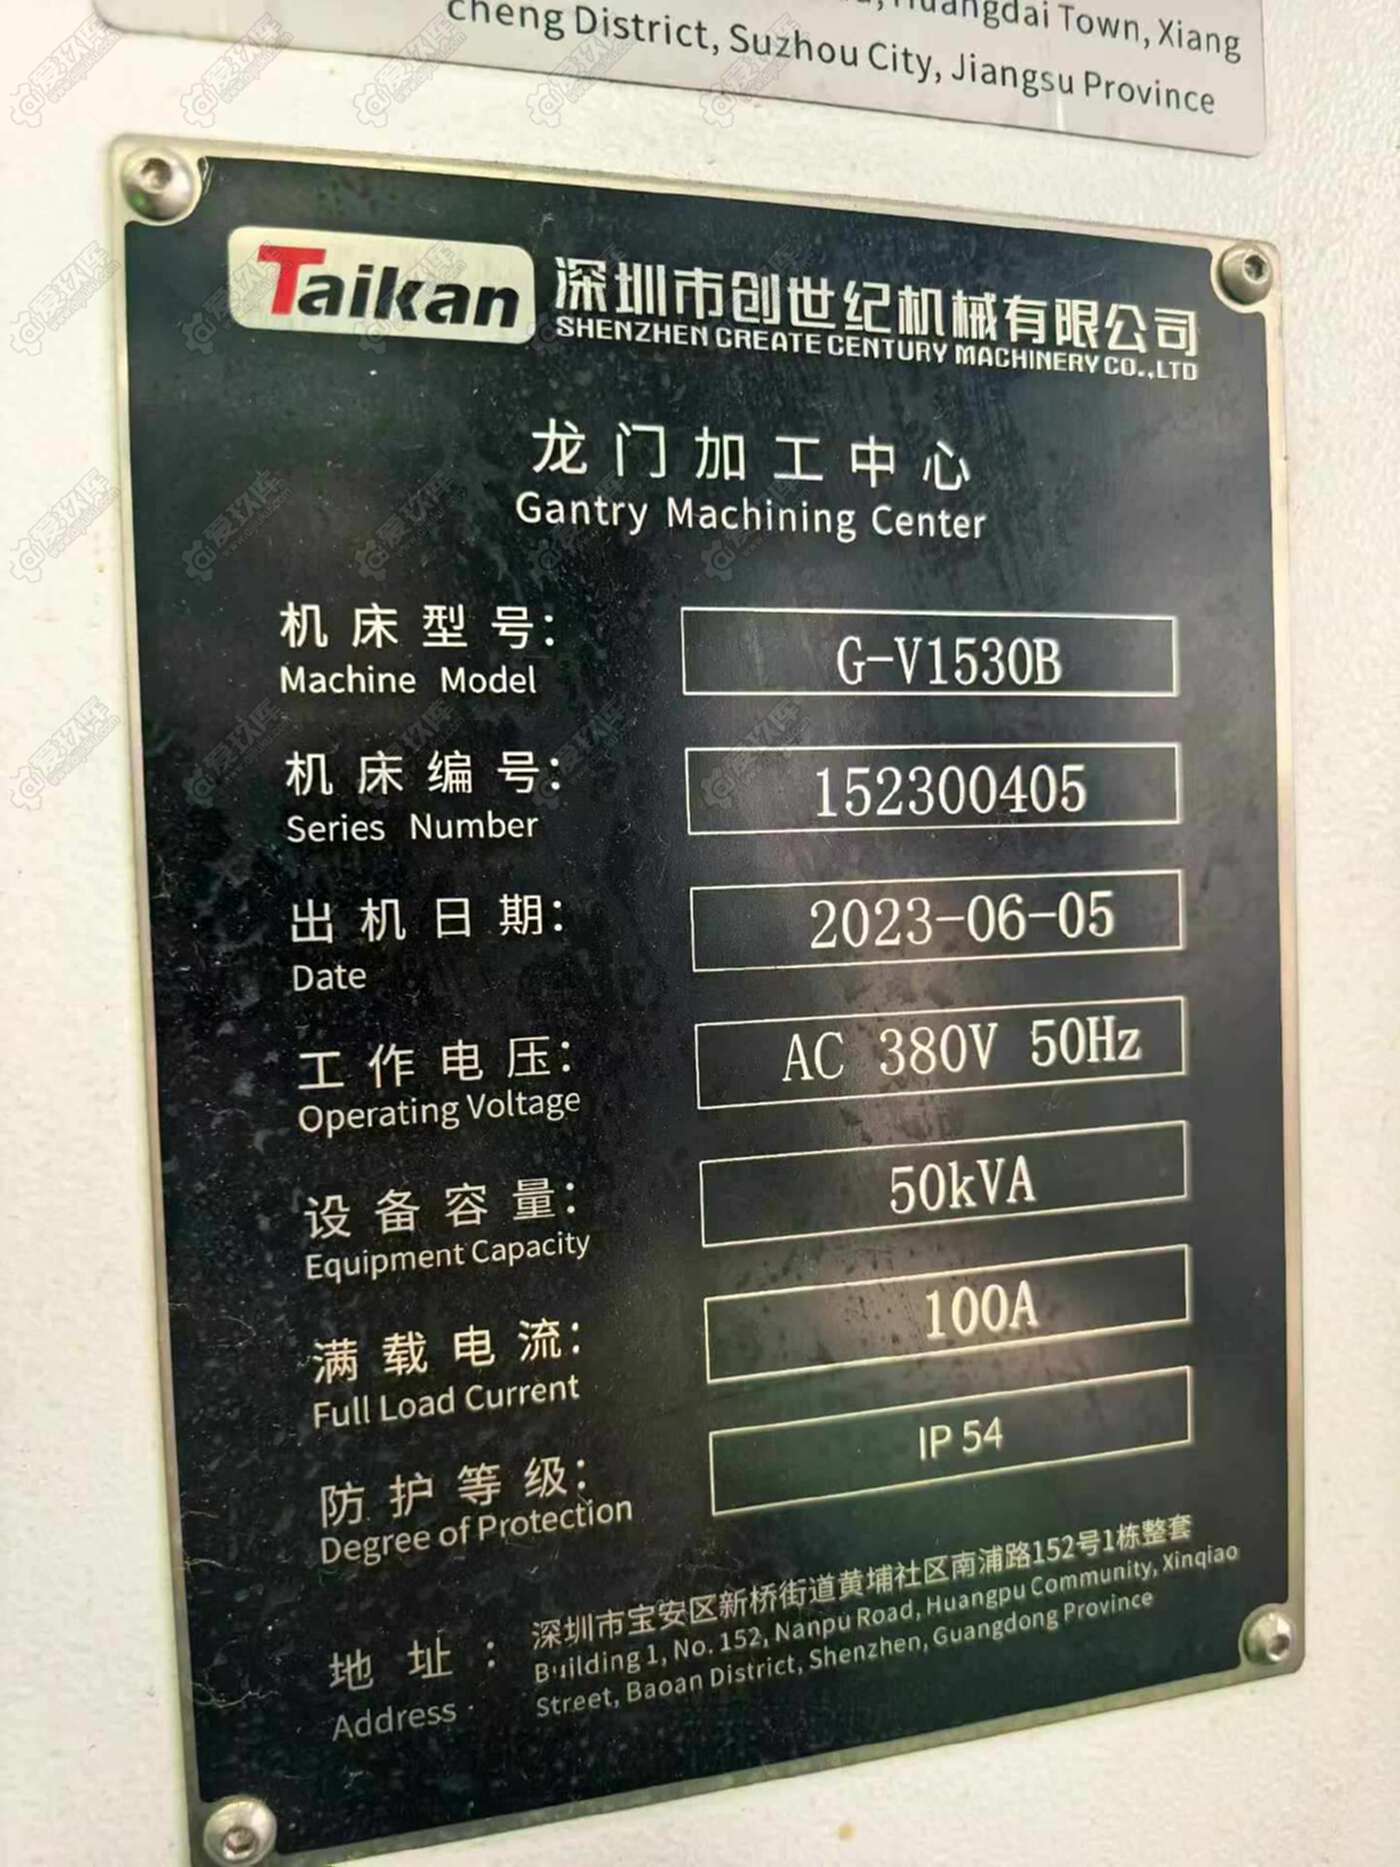 Huangdai Town, Xiang
cheng District, Suzhou City, Jiangsu Province
Taikan 深圳市创世纪机械有限公司
SHENZHEN CREATE CENTURY MACHINERY CO.,LTD
龙门加工中心
Gantry Machining Center
机床型号: G-V1530B
Machine Model
机床编号: 152300405
Series Number
出机日期: 2023-06-05
Date
工作电压: AC 380V 50Hz
Operating Voltage
设备容量: 50kVA
Equipment Capacity
满载电流: 100A
Full Load Current
防护等级: IP 54
Degree of Protection
地址: 深圳市宝安区新桥街道黄埔社区南浦路152号1栋整套
Address: Building 1, No. 152, Nanpu Road, Huangpu Community, Xinqiao
Street, Baoan District, Shenzhen, Guangdong Province